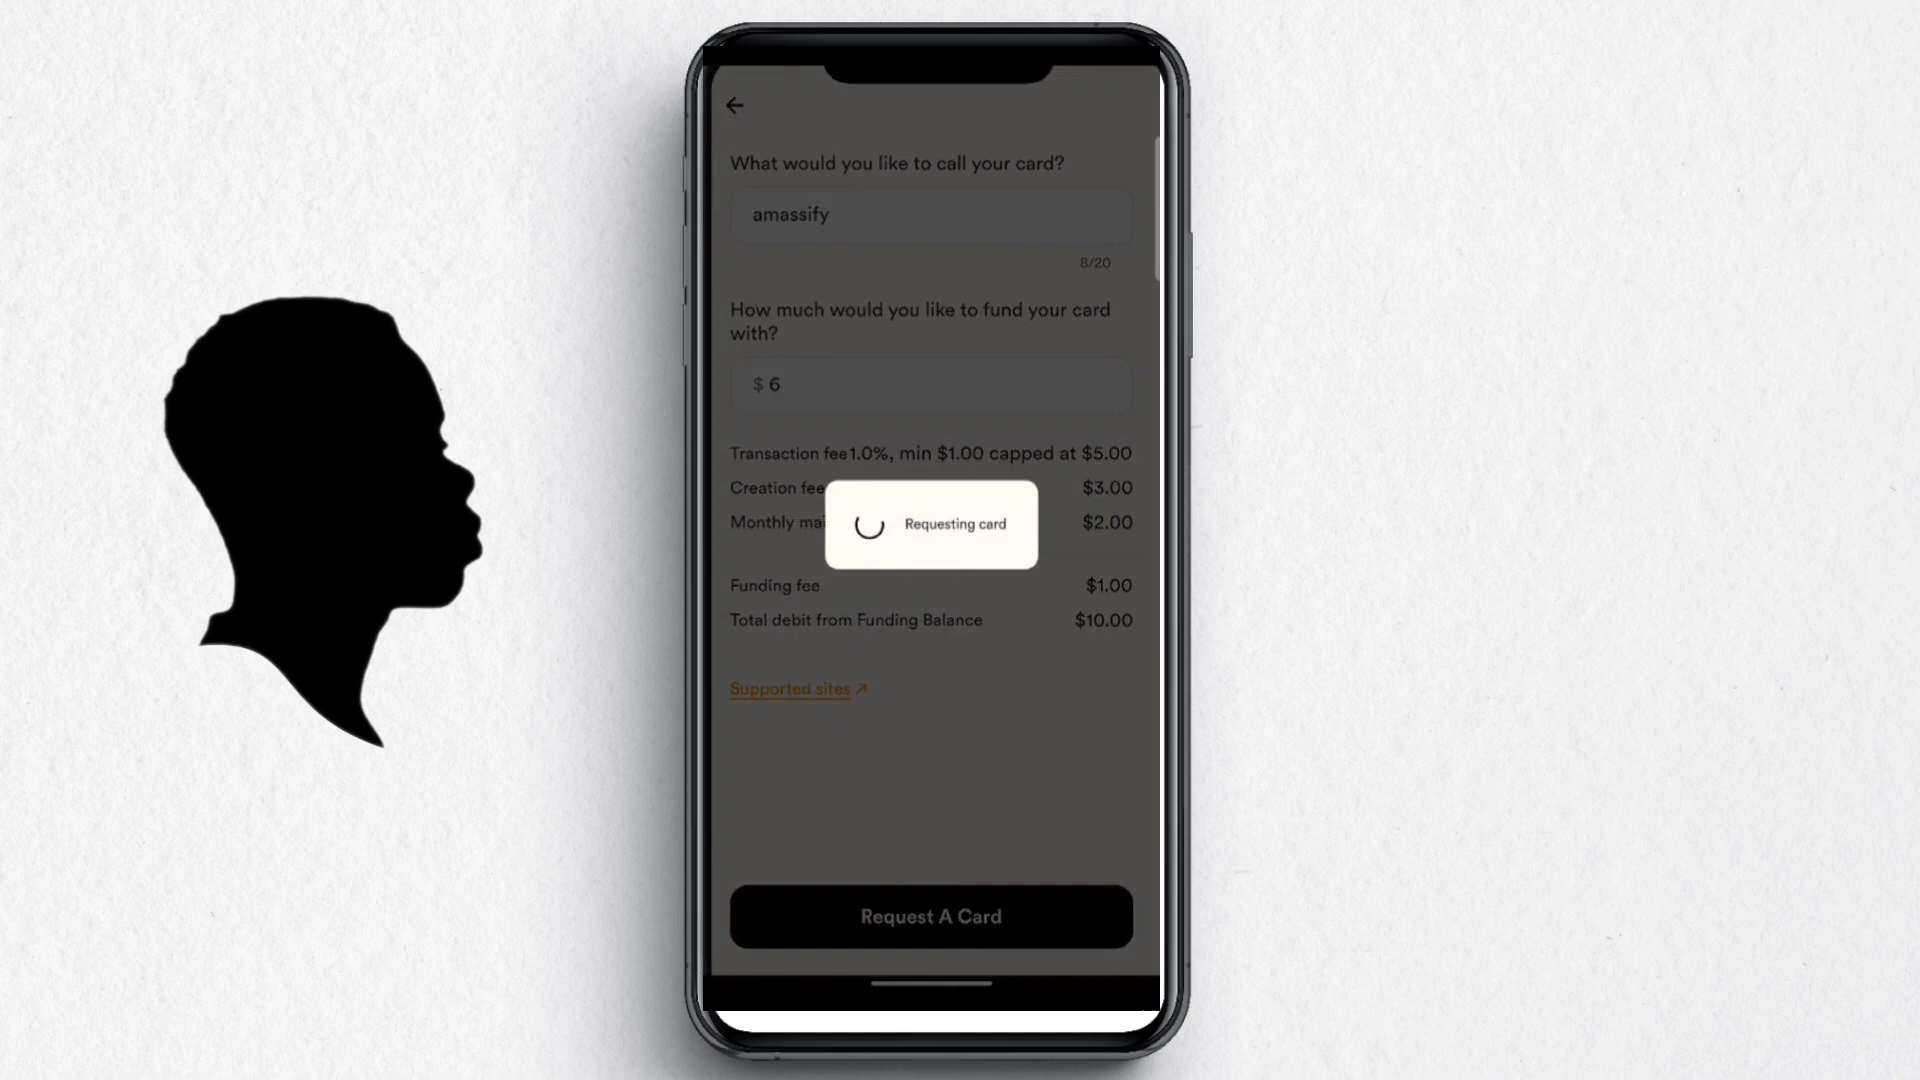 What would you like to call your card?
amassify
8/20
How much would you like to fund your card
with?
$ 6
Transaction fee 1.0%, min $1.00 capped at $5.00
Creation fee $3.00
Monthly mai $2.00
Requesting card
Funding fee $1.00
Total debit from Funding Balance $10.00
Supported sites ↗
Request A Card